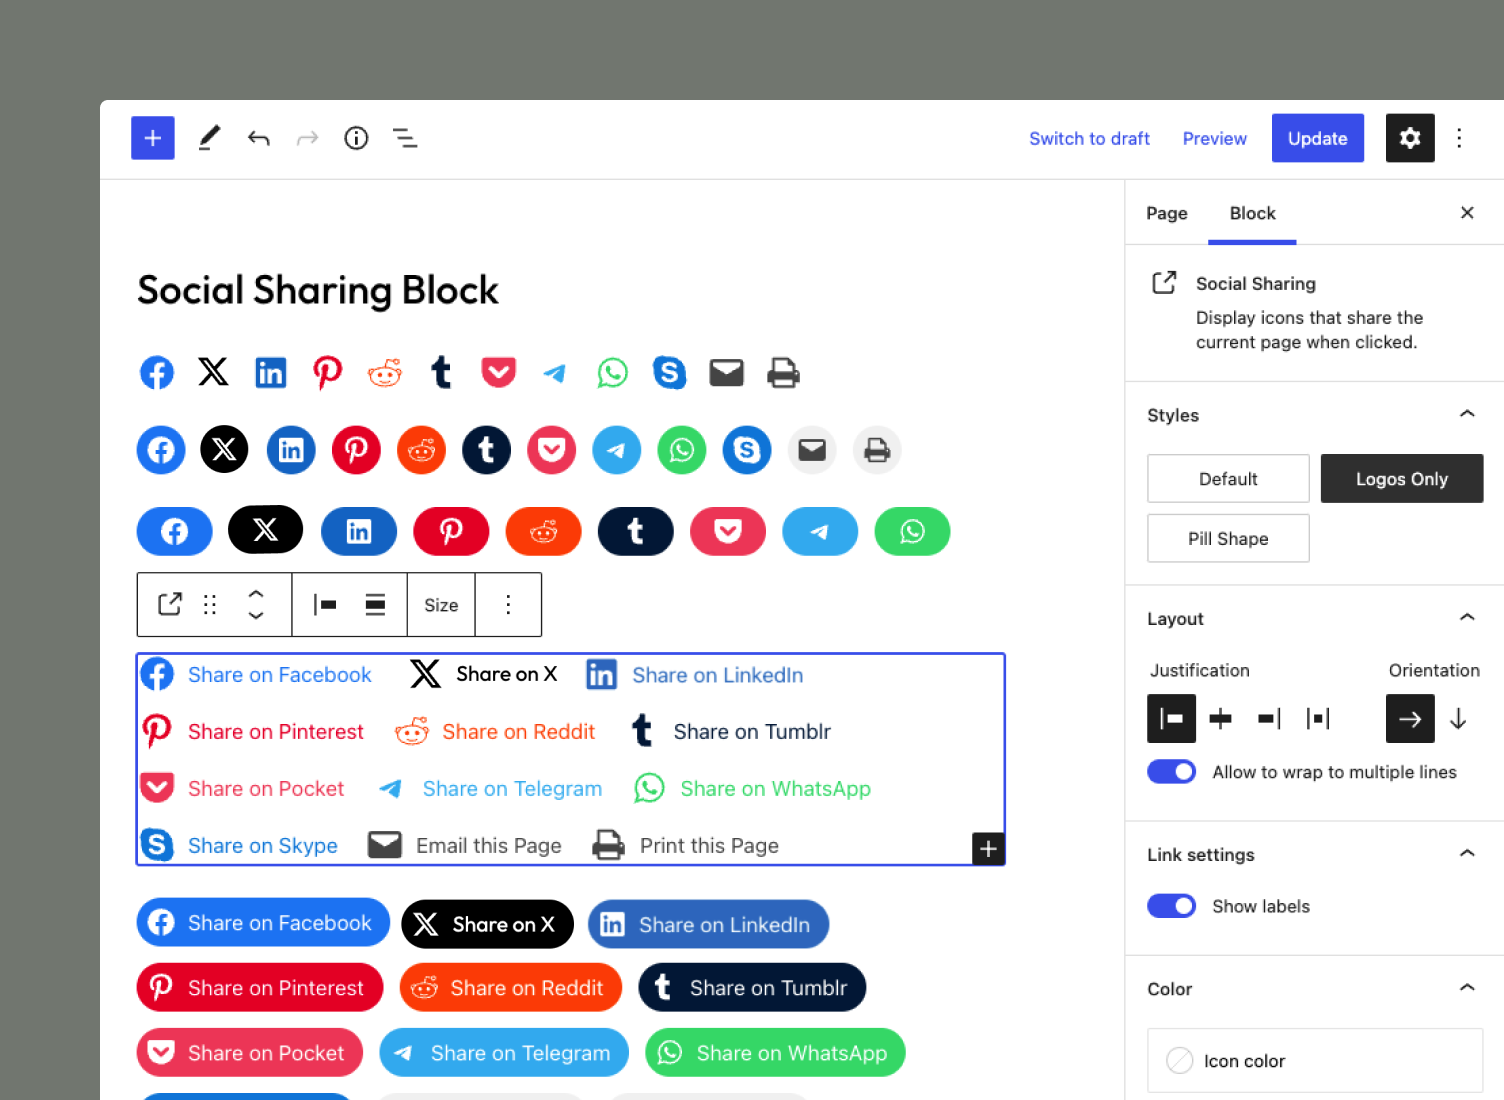 Switch to draft Preview Update
Page Block
Social Sharing Block
Social Sharing
Display icons that share the
current page when clicked.
Styles
Default Logos Only
Pill Shape
Size
Share on Facebook Share on X Share on LinkedIn
Share on Pinterest Share on Reddit Share on Tumblr
Share on Pocket Share on Telegram Share on WhatsApp
Share on Skype Email this Page Print this Page
Share on Facebook Share on X Share on LinkedIn
Share on Pinterest Share on Reddit Share on Tumblr
Share on Pocket Share on Telegram Share on WhatsApp
Layout
Justification Orientation
Allow to wrap to multiple lines
Link settings
Show labels
Color
Icon color